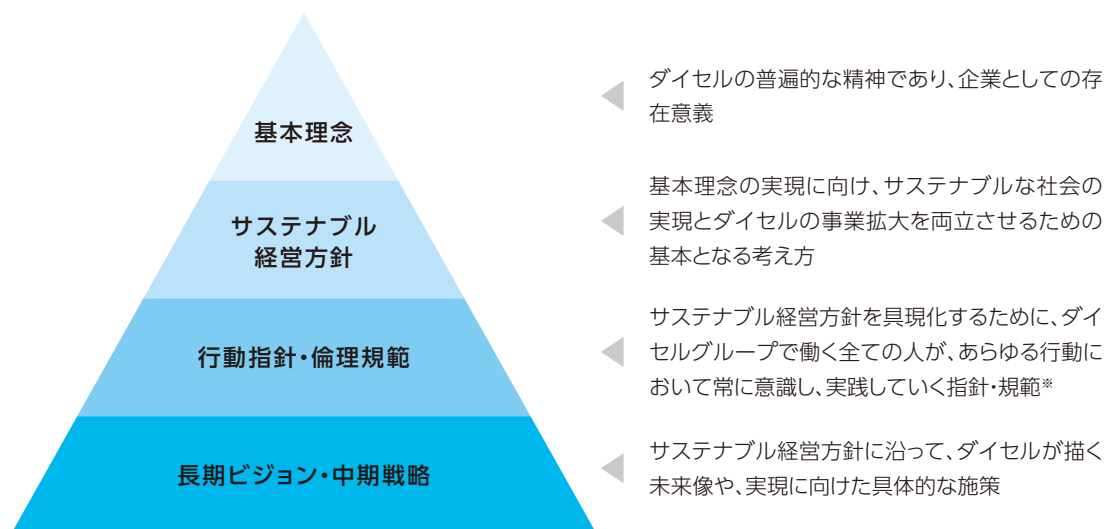 基本理念
ダイセルの普遍的な精神であり、企業としての存
在意義
サステナブル
経営方針
基本理念の実現に向け、サステナブルな社会の
実現とダイセルの事業拡大を両立させるための
基本となる考え方
行動指針・倫理規範
サステナブル経営方針を具現化するために、ダイ
セルグループで働く全ての人が、あらゆる行動に
おいて常に意識し、実践していく指針・規範※
長期ビジョン・中期戦略
サステナブル経営方針に沿って、ダイセルが描く
未来像や、実現に向けた具体的な施策